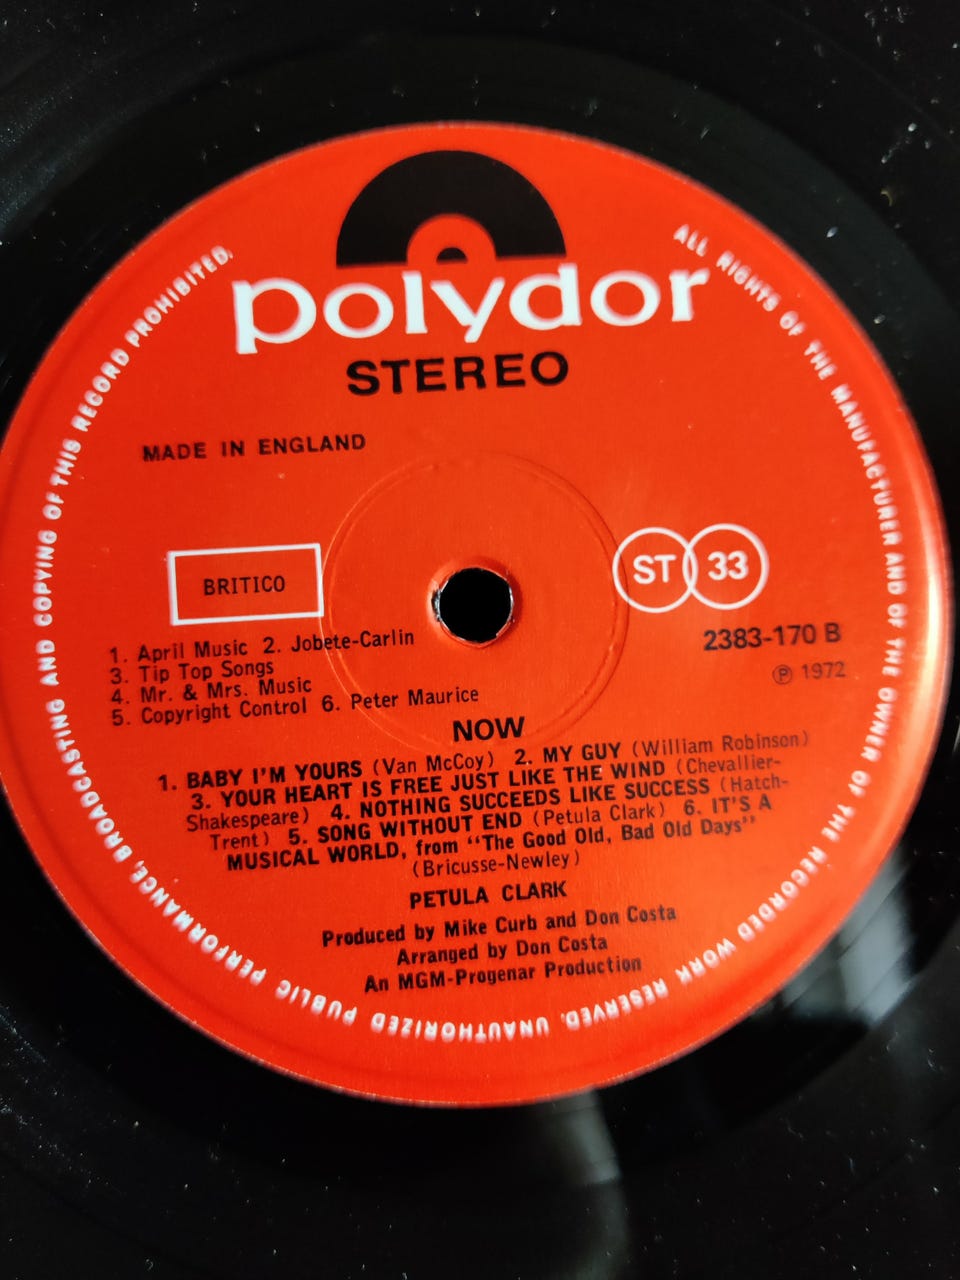 polydor
STEREO
MADE IN ENGLAND
BRITICO
ST 33
1. April Music 2. Jobete-Carlin
3. Tip Top Songs
4. Mr. & Mrs. Music
5. Copyright Control 6. Peter Maurice
2383-170 B
℗ 1972
NOW
1. BABY I'M YOURS (Van McCoy) 2. MY GUY (William Robinson)
3. YOUR HEART IS FREE JUST LIKE THE WIND (Chevallier-
Shakespeare) 4. NOTHING SUCCEEDS LIKE SUCCESS (Hatch-
Trent) 5. SONG WITHOUT END (Petula Clark) 6. IT'S A
MUSICAL WORLD, from "The Good Old, Bad Old Days"
(Bricusse-Newley)
PETULA CLARK
Produced by Mike Curb and Don Costa
Arranged by Don Costa
An MGM-Progenar Production
ALL RIGHTS OF THE MANUFACTURER AND OF THE OWNER OF THE RECORDED WORK RESERVED. UNAUTHORIZED PUBLIC PERFORMANCE, BROADCASTING AND COPYING OF THIS RECORD PROHIBITED.